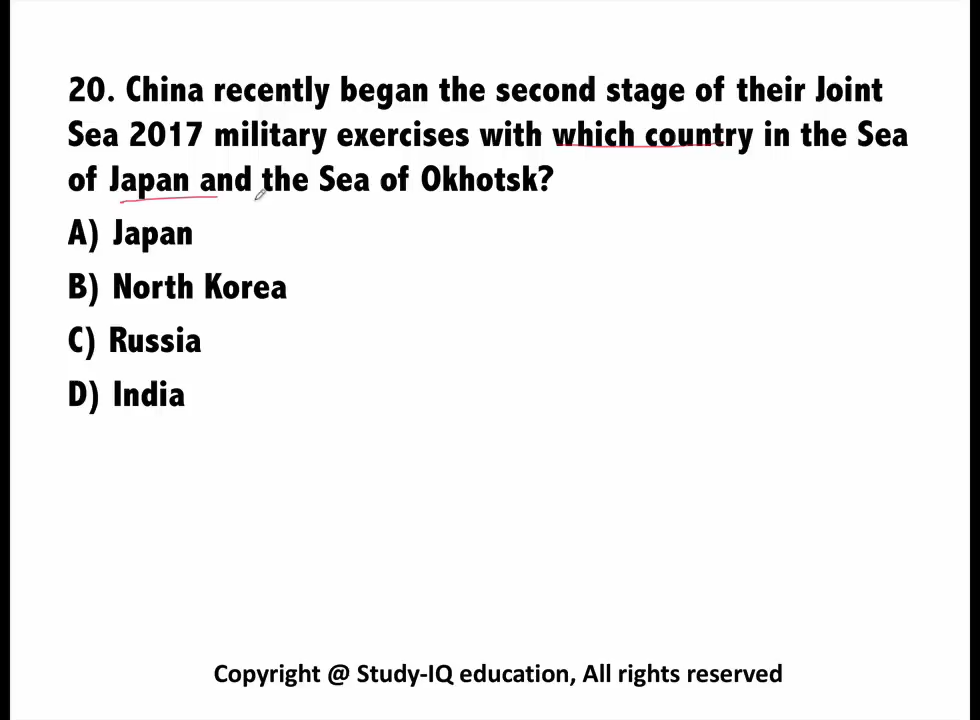 20. China recently began the second stage of their Joint
Sea 2017 military exercises with which country in the Sea
of Japan and the Sea of Okhotsk?
A) Japan
B) North Korea
C) Russia
D) India
Copyright @ Study-IQ education, All rights reserved